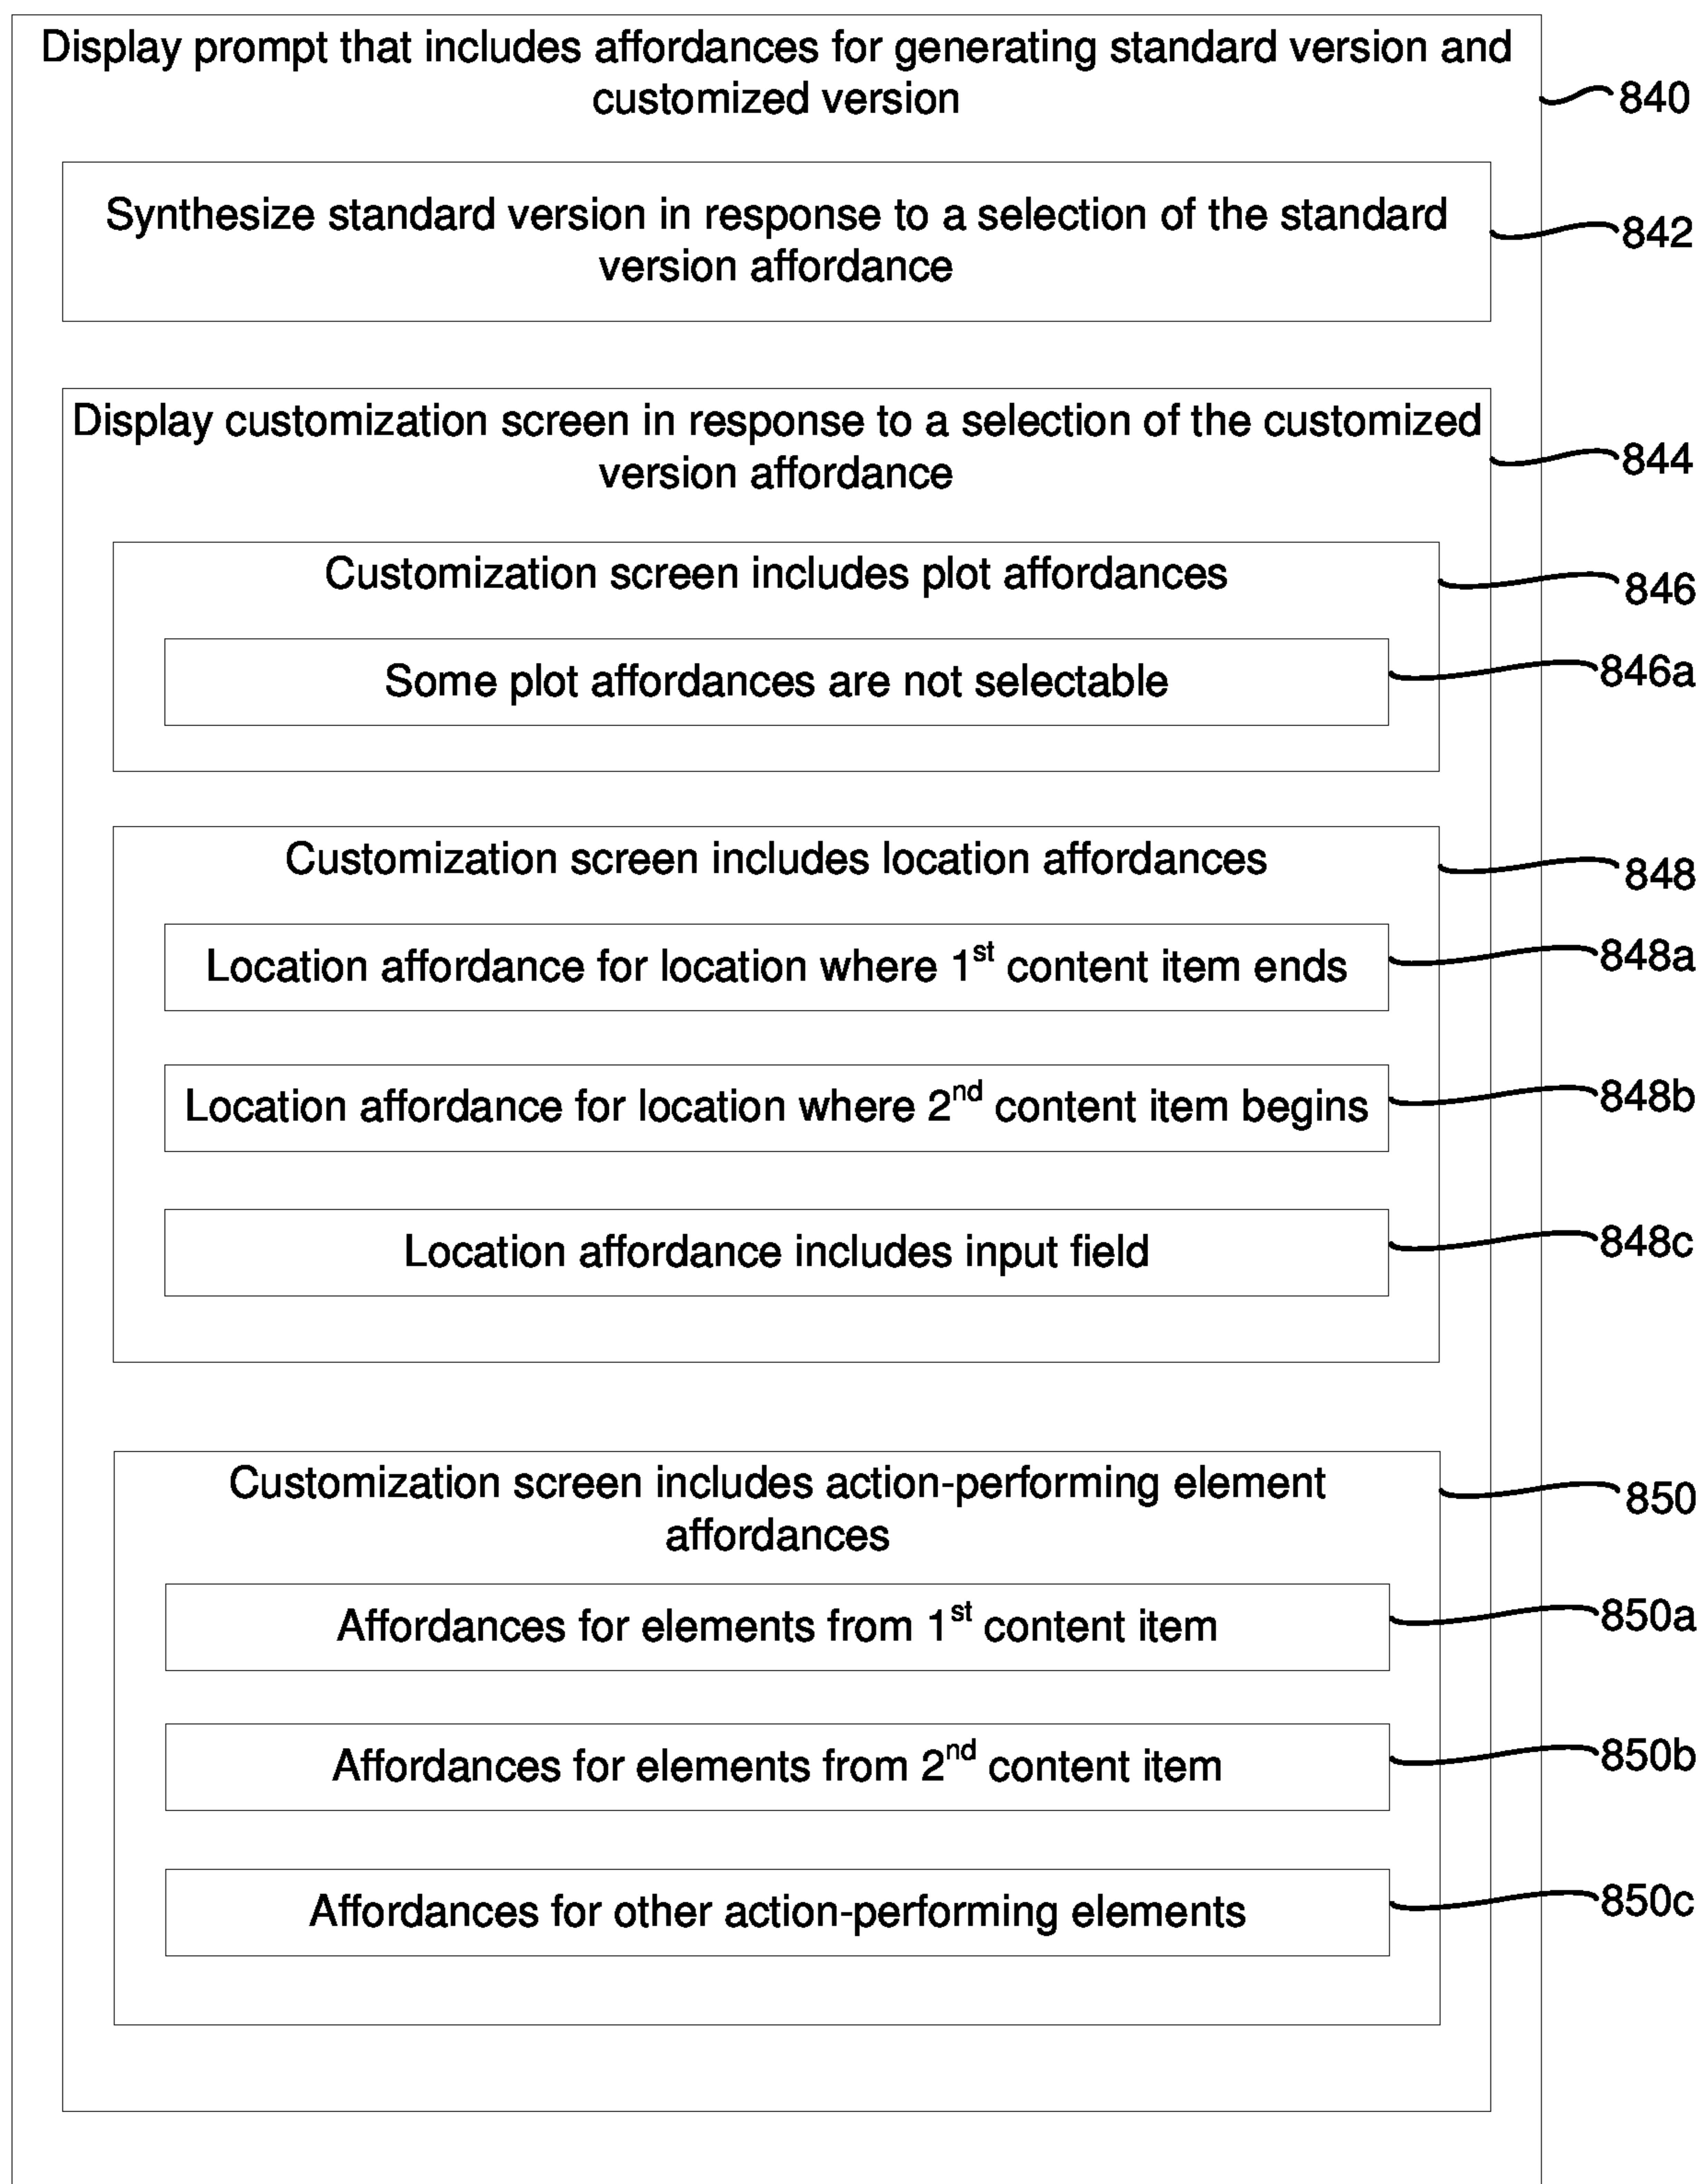 Display prompt that includes affordances for generating standard version and
customized version
840
Synthesize standard version in response to a selection of the standard
version affordance
842
Display customization screen in response to a selection of the customized
version affordance
844
Customization screen includes plot affordances
846
Some plot affordances are not selectable
846a
Customization screen includes location affordances
848
Location affordance for location where 1st content item ends
848a
Location affordance for location where 2nd content item begins
848b
Location affordance includes input field
848c
Customization screen includes action-performing element
affordances
850
Affordances for elements from 1st content item
850a
Affordances for elements from 2nd content item
850b
Affordances for other action-performing elements
850c